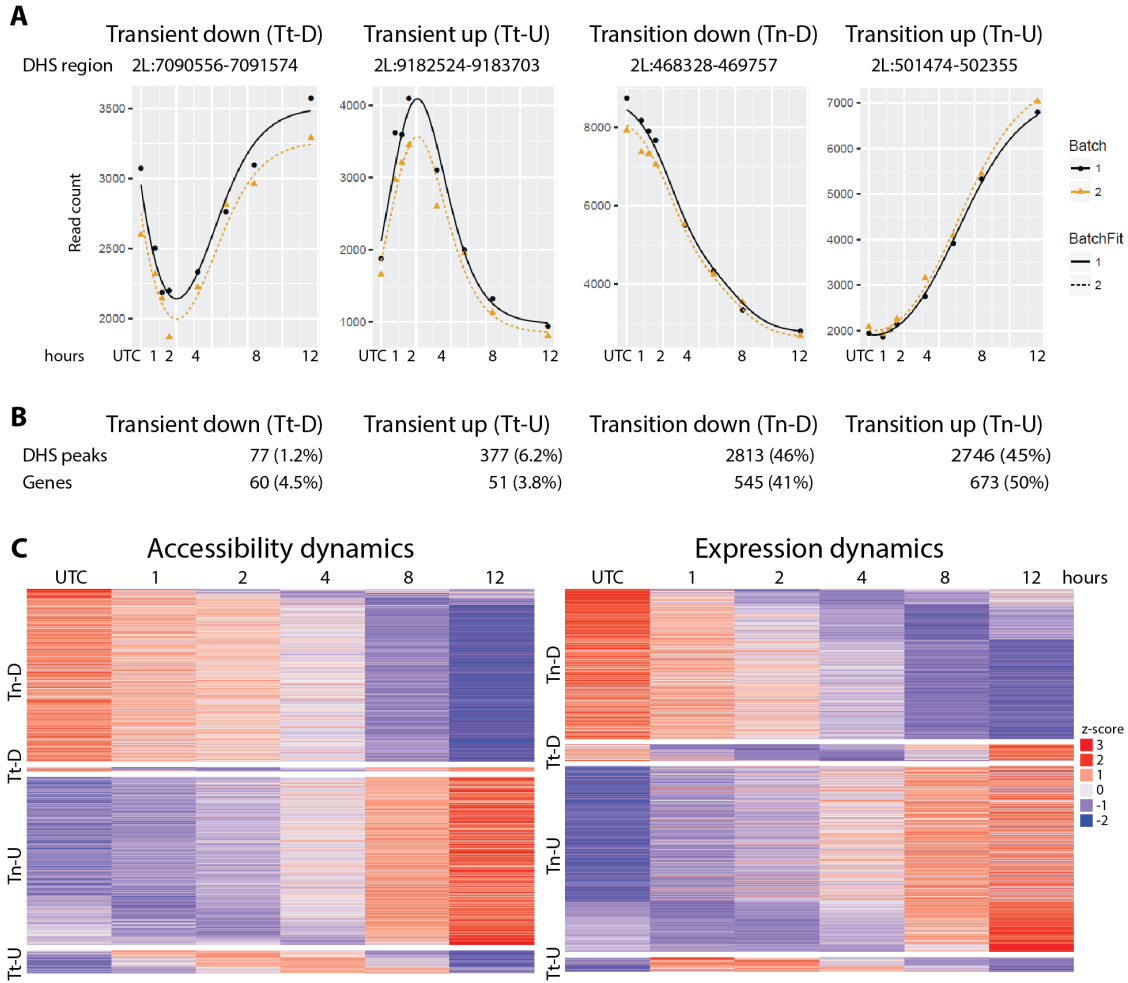 A
Transient down (Tt-D) Transient up (Tt-U) Transition down (Tn-D) Transition up (Tn-U)
DHS region 2L:7090556-7091574 2L:9182524-9183703 2L:468328-469757 2L:501474-502355
Read count
3500
3000
2500
2000
4000
3000
2000
1000
8000
6000
4000
7000
6000
5000
4000
3000
2000
Batch
1
2
BatchFit
1
2
hours UTC 1 2 4 8 12 UTC 1 2 4 8 12 UTC 1 2 4 8 12 UTC 1 2 4 8 12
B
Transient down (Tt-D) Transient up (Tt-U) Transition down (Tn-D) Transition up (Tn-U)
DHS peaks 77 (1.2%) 377 (6.2%) 2813 (46%) 2746 (45%)
Genes 60 (4.5%) 51 (3.8%) 545 (41%) 673 (50%)
C
Accessibility dynamics Expression dynamics
UTC 1 2 4 8 12 UTC 1 2 4 8 12 hours
Tn-D
Tt-D
Tn-U
Tt-U
Tn-D
Tt-D
Tn-U
Tt-U
z-score
3
2
1
0
-1
-2